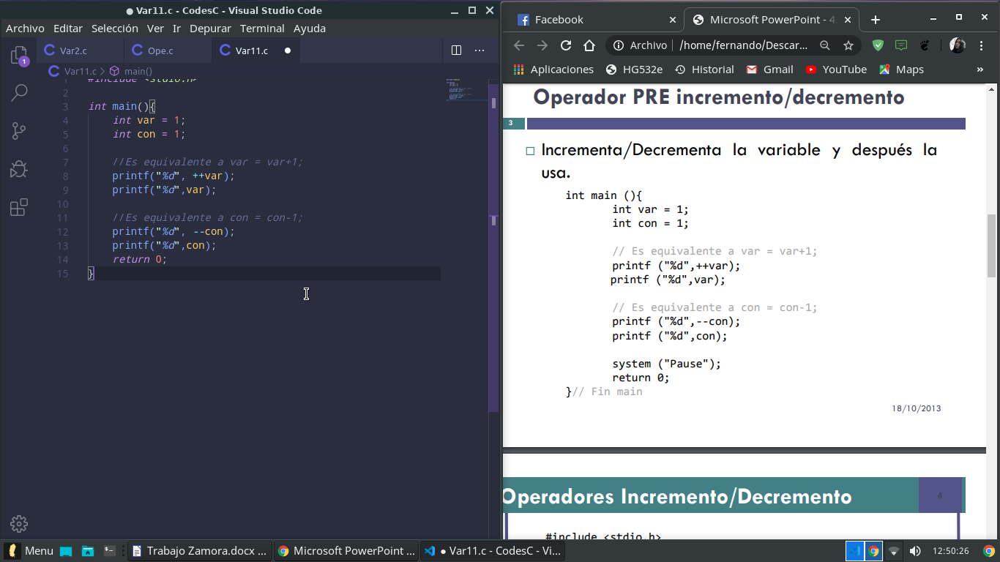 ● Var11.c - CodesC - Visual Studio Code
Archivo Editar Selección Ver Ir Depurar Terminal Ayuda
1
Var2.c Ope.c Var11.c ● ...
Var11.c > main()
1 #include <stdio.h>
2
3 int main(){
4 int var = 1;
5 int con = 1;
6
7 //Es equivalente a var = var+1;
8 printf("%d", ++var);
9 printf("%d",var);
10
11 //Es equivalente a con = con-1;
12 printf("%d", --con);
13 printf("%d",con);
14 return 0;
15 }
Facebook
Microsoft PowerPoint - 4
Archivo /home/fernando/Descar...
Aplicaciones HG532e Historial Gmail YouTube Maps »
Operador PRE incremento/decremento
3
Incrementa/Decrementa la variable y después la
usa.
int main (){
int var = 1;
int con = 1;
// Es equivalente a var = var+1;
printf ("%d",++var);
printf ("%d",var);
// Es equivalente a con = con-1;
printf ("%d",--con);
printf ("%d",con);
system ("Pause");
return 0;
}// Fin main
18/10/2013
Operadores Incremento/Decremento
4
#include <stdio.h>
Menu Trabajo Zamora.docx ... Microsoft PowerPoint ... ● Var11.c - CodesC - Vi... 12:50:26